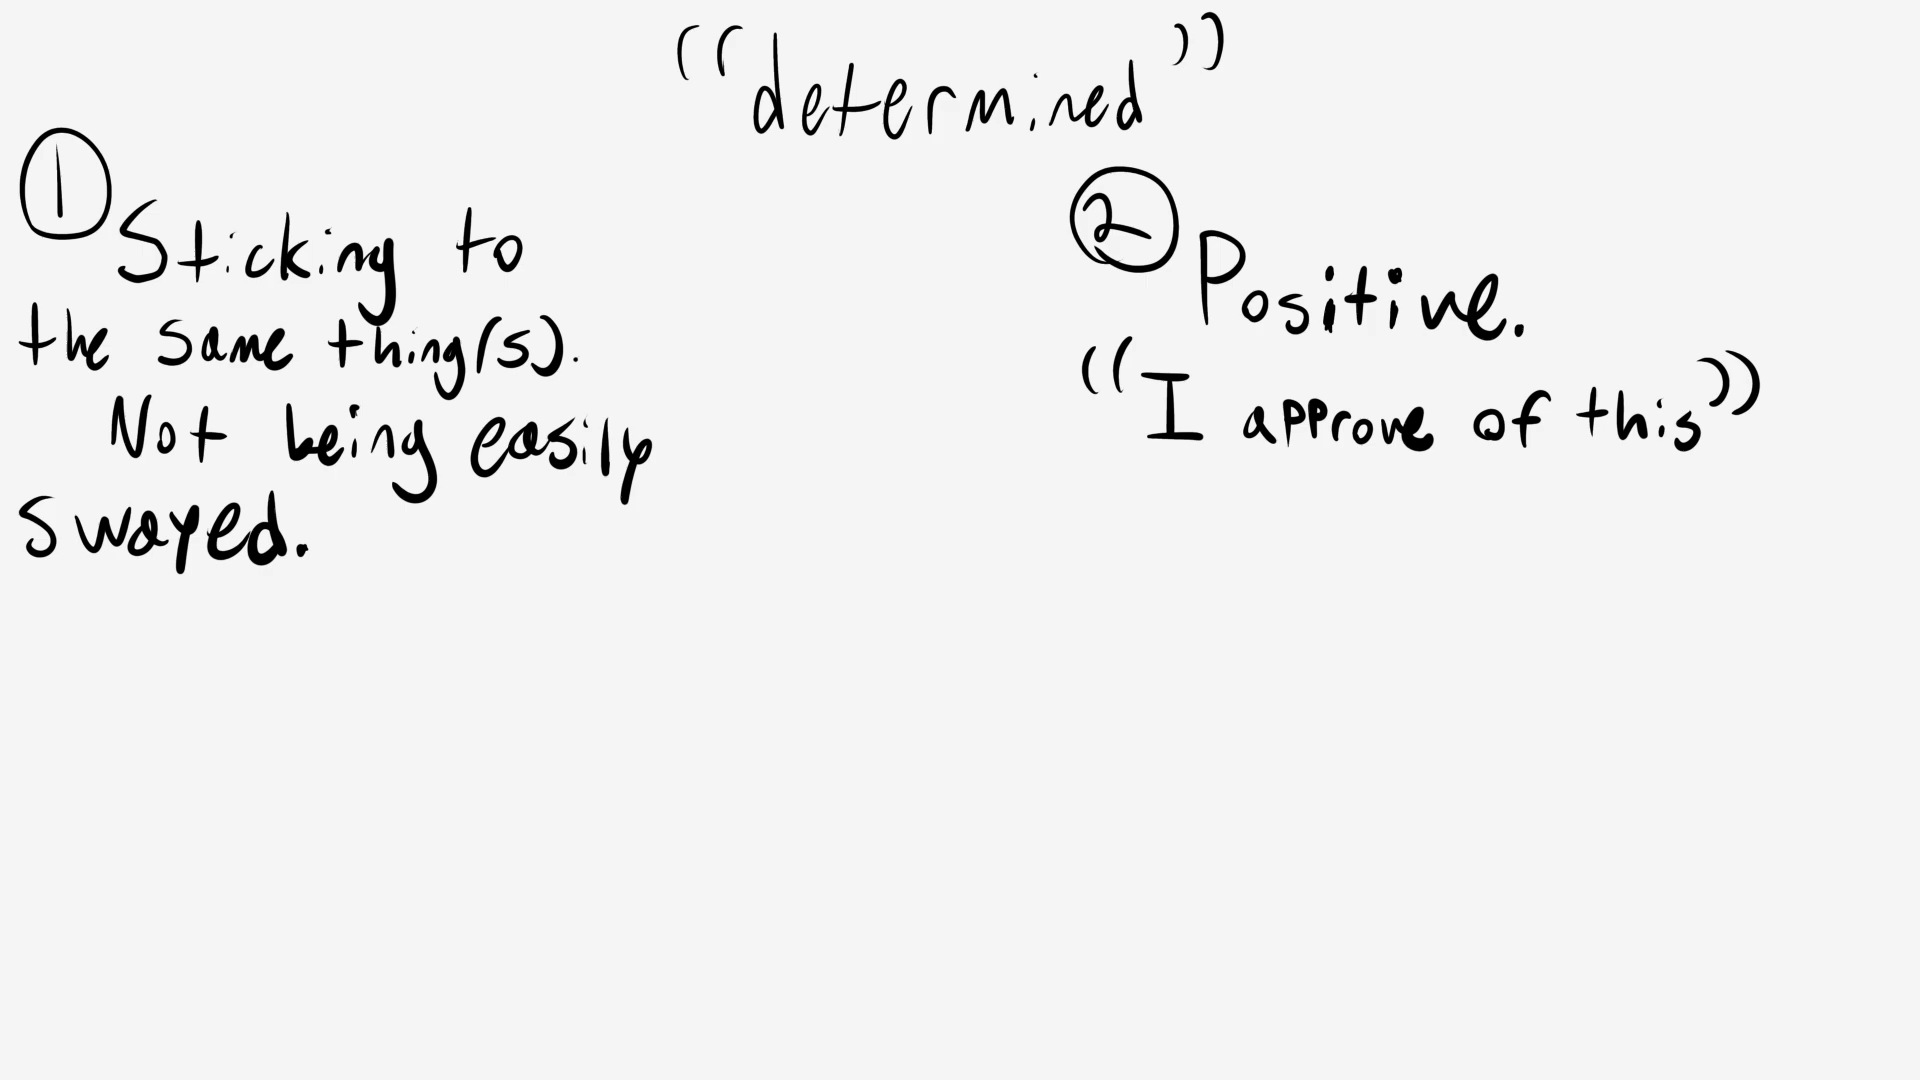 "determined"
① Sticking to
the same thing(s).
Not being easily
swayed.
② Positive.
"I approve of this"